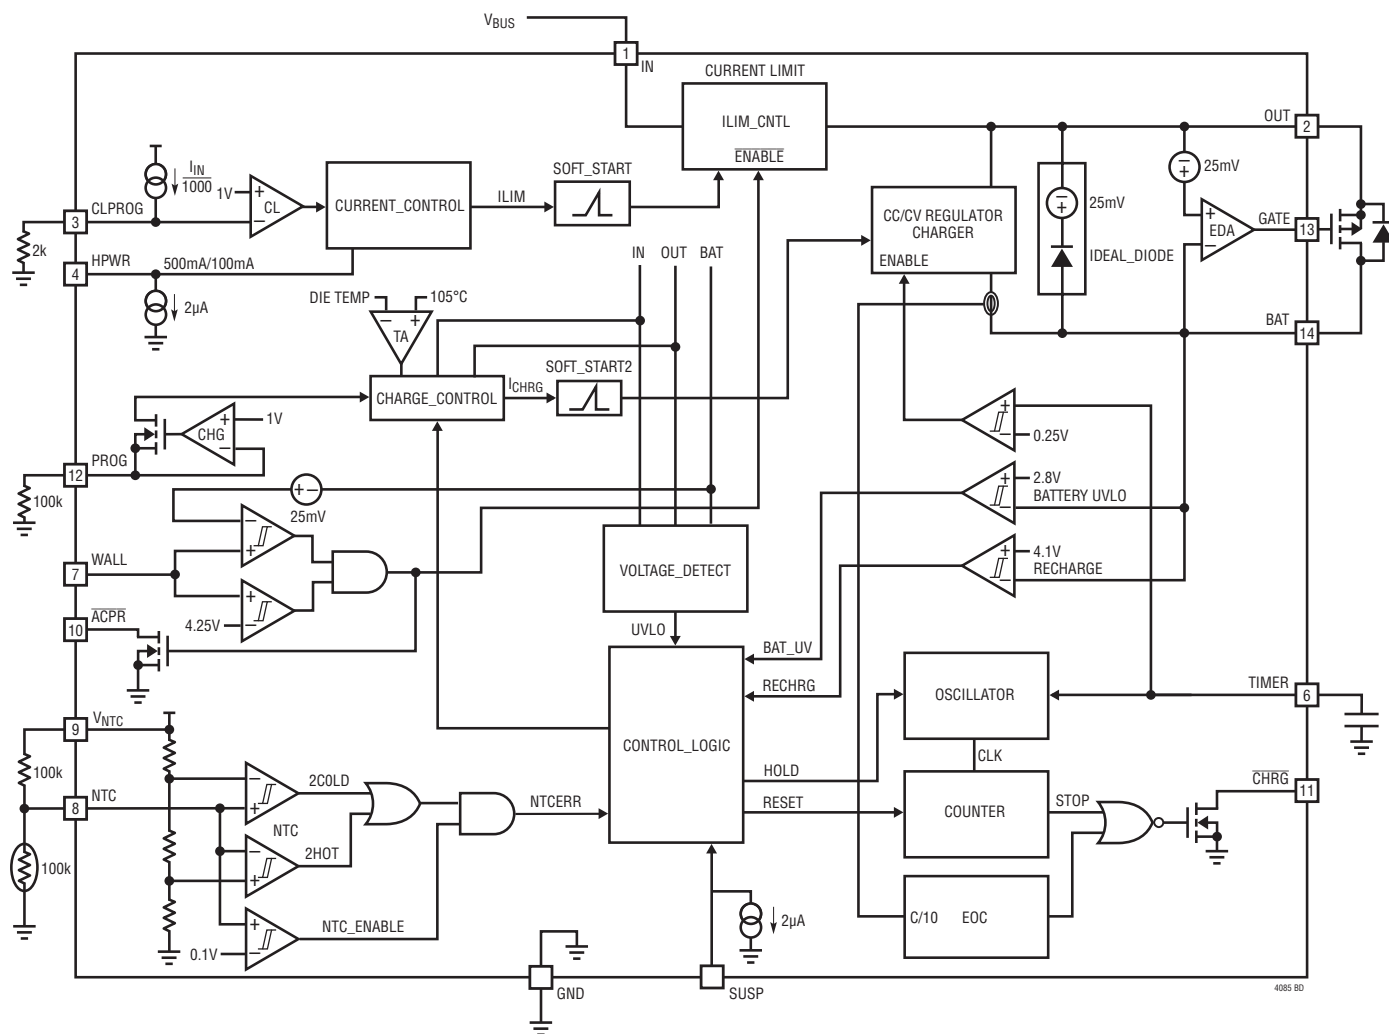 V_BUS
1
IN
CURRENT LIMIT
ILIM_CNTL
ENABLE
OUT
2
I_IN
1000
1V
+
−
CL
CURRENT_CONTROL
ILIM
SOFT_START
3
CLPROG
2k
4
HPWR
500mA/100mA
2µA
CC/CV REGULATOR
CHARGER
ENABLE
−
+
25mV
IDEAL_DIODE
−
+
25mV
+
−
EDA
GATE
13
BAT
14
IN
OUT
BAT
DIE TEMP
105°C
−
+
TA
CHARGE_CONTROL
I_CHRG
SOFT_START2
CHG
+
−
1V
12
PROG
100k
+ −
25mV
7
WALL
−
+
+
−
4.25V
10
ACPR
VOLTAGE_DETECT
UVLO
+
−
0.25V
+
−
2.8V
BATTERY UVLO
+
−
4.1V
RECHARGE
BAT_UV
RECHRG
CONTROL_LOGIC
OSCILLATOR
TIMER
6
CLK
HOLD
RESET
COUNTER
STOP
CHRG
11
C/10 EOC
9
V_NTC
100k
8
NTC
100k
−
+
2C0LD
NTC
−
+
2HOT
+
−
0.1V
NTC_ENABLE
NTCERR
2µA
GND
SUSP
4085 BD